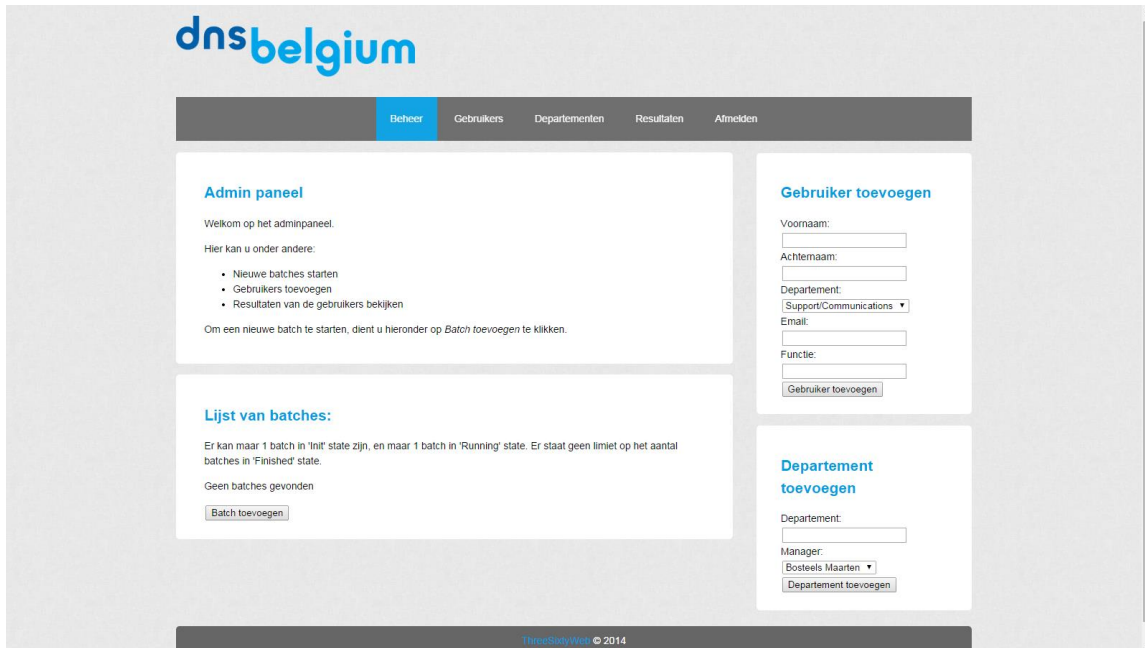 dnsbelgium
Beheer Gebruikers Departementen Resultaten Afmelden
Admin paneel
Welkom op het adminpaneel.
Hier kan u onder andere:
• Nieuwe batches starten
• Gebruikers toevoegen
• Resultaten van de gebruikers bekijken
Om een nieuwe batch te starten, dient u hieronder op Batch toevoegen te klikken.
Lijst van batches:
Er kan maar 1 batch in 'Init' state zijn, en maar 1 batch in 'Running' state. Er staat geen limiet op het aantal
batches in 'Finished' state.
Geen batches gevonden
Batch toevoegen
Gebruiker toevoegen
Voornaam:
Achternaam:
Departement:
Support/Communications
Email:
Functie:
Gebruiker toevoegen
Departement
toevoegen
Departement:
Manager:
Bosteels Maarten
Departement toevoegen
ThreeSixtyWeb © 2014